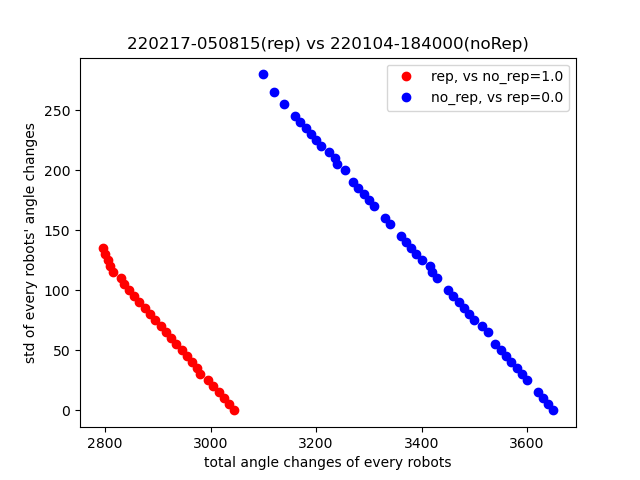 220217-050815(rep) vs 220104-184000(noRep)
rep, vs no_rep=1.0
no_rep, vs rep=0.0
std of every robots' angle changes
250
200
150
100
50
0
2800 3000 3200 3400 3600
total angle changes of every robots